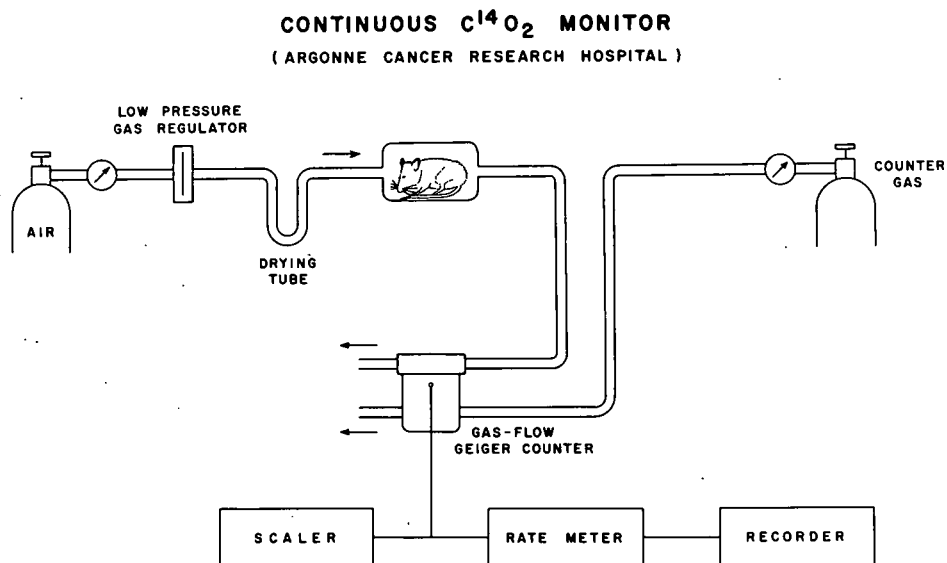 CONTINUOUS C¹⁴O₂ MONITOR
(ARGONNE CANCER RESEARCH HOSPITAL)
LOW PRESSURE
GAS REGULATOR
AIR
DRYING
TUBE
COUNTER
GAS
GAS-FLOW
GEIGER COUNTER
SCALER
RATE METER
RECORDER